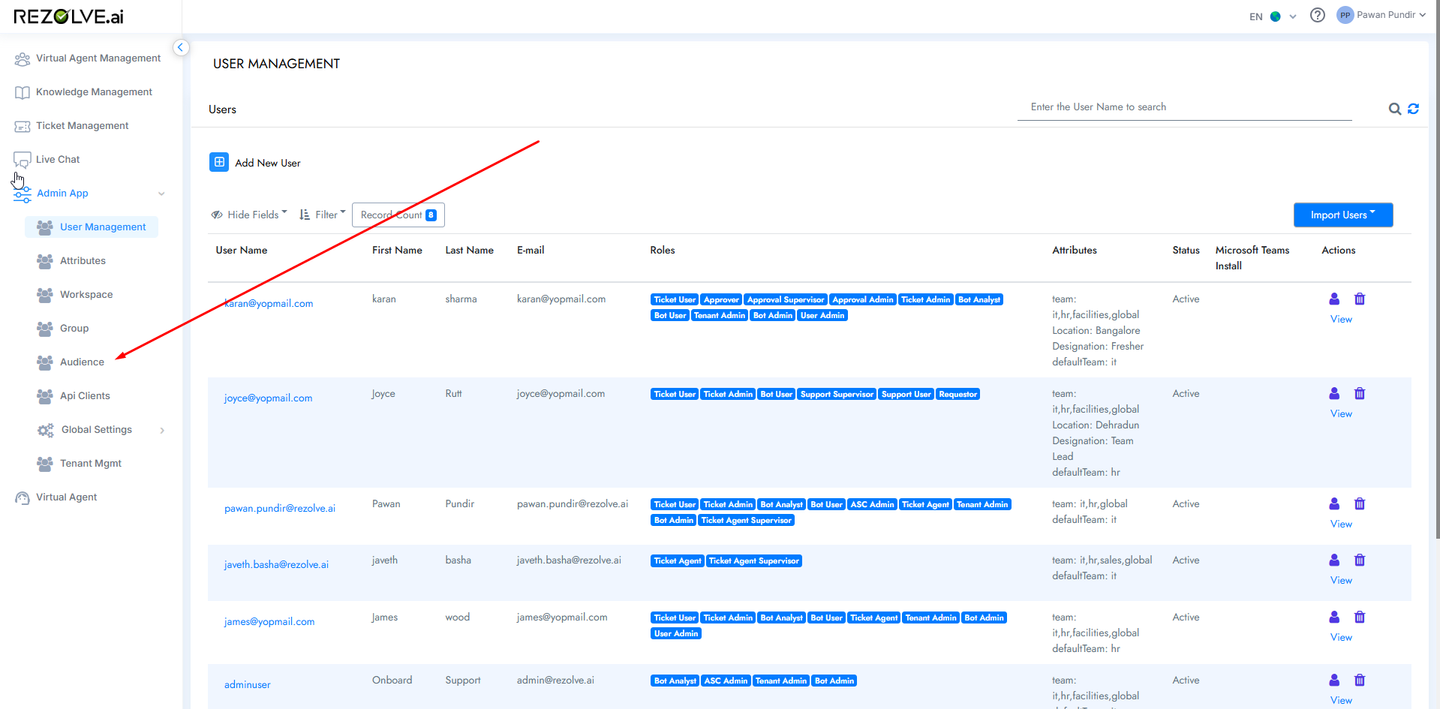 REZOLVE.ai
EN
PP Pawan Pundir
Virtual Agent Management
Knowledge Management
Ticket Management
Live Chat
Admin App
User Management
Attributes
Workspace
Group
Audience
Api Clients
Global Settings
Tenant Mgmt
Virtual Agent
USER MANAGEMENT
Users
Enter the User Name to search
Add New User
Hide Fields Filter Record Count 8
Import Users
User Name First Name Last Name E-mail Roles Attributes Status Microsoft Teams Actions
Install
karan@yopmail.com karan sharma karan@yopmail.com Ticket User Approver Approval Supervisor Approval Admin Ticket Admin Bot Analyst team: Active
Bot User Tenant Admin Bot Admin User Admin it,hr,facilities,global View
Location: Bangalore
Designation: Fresher
defaultTeam: it
joyce@yopmail.com Joyce Rutt joyce@yopmail.com Ticket User Ticket Admin Bot User Support Supervisor Support User Requestor team: Active
it,hr,facilities,global View
Location: Dehradun
Designation: Team
Lead
defaultTeam: hr
pawan.pundir@rezolve.ai Pawan Pundir pawan.pundir@rezolve.ai Ticket User Ticket Admin Bot Analyst Bot User ASC Admin Ticket Agent Tenant Admin team: it,hr,global Active
Bot Admin Ticket Agent Supervisor defaultTeam: it View
javeth.basha@rezolve.ai javeth basha javeth.basha@rezolve.ai Ticket Agent Ticket Agent Supervisor team: it,hr,sales,global Active
defaultTeam: it View
james@yopmail.com James wood james@yopmail.com Ticket User Ticket Admin Bot Analyst Bot User Ticket Agent Tenant Admin Bot Admin team: Active
User Admin it,hr,facilities,global View
defaultTeam: hr
adminuser Onboard Support admin@rezolve.ai Bot Analyst ASC Admin Tenant Admin Bot Admin team: Active
it,hr,facilities,global View